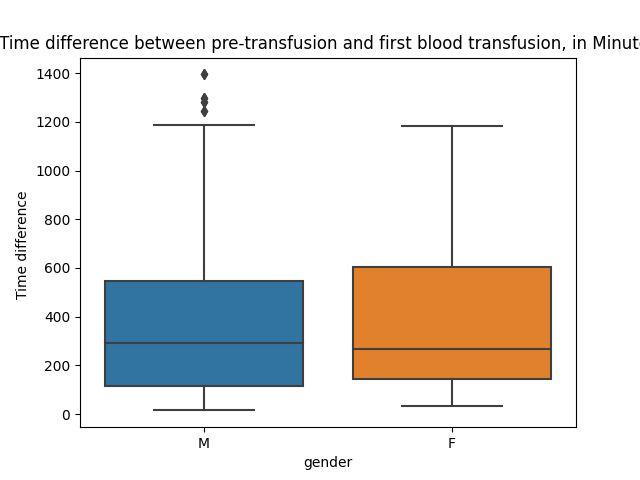 Time difference between pre-transfusion and first blood transfusion, in Minut
1400
1200
1000
800
600
400
200
0
Time difference
M
F
gender